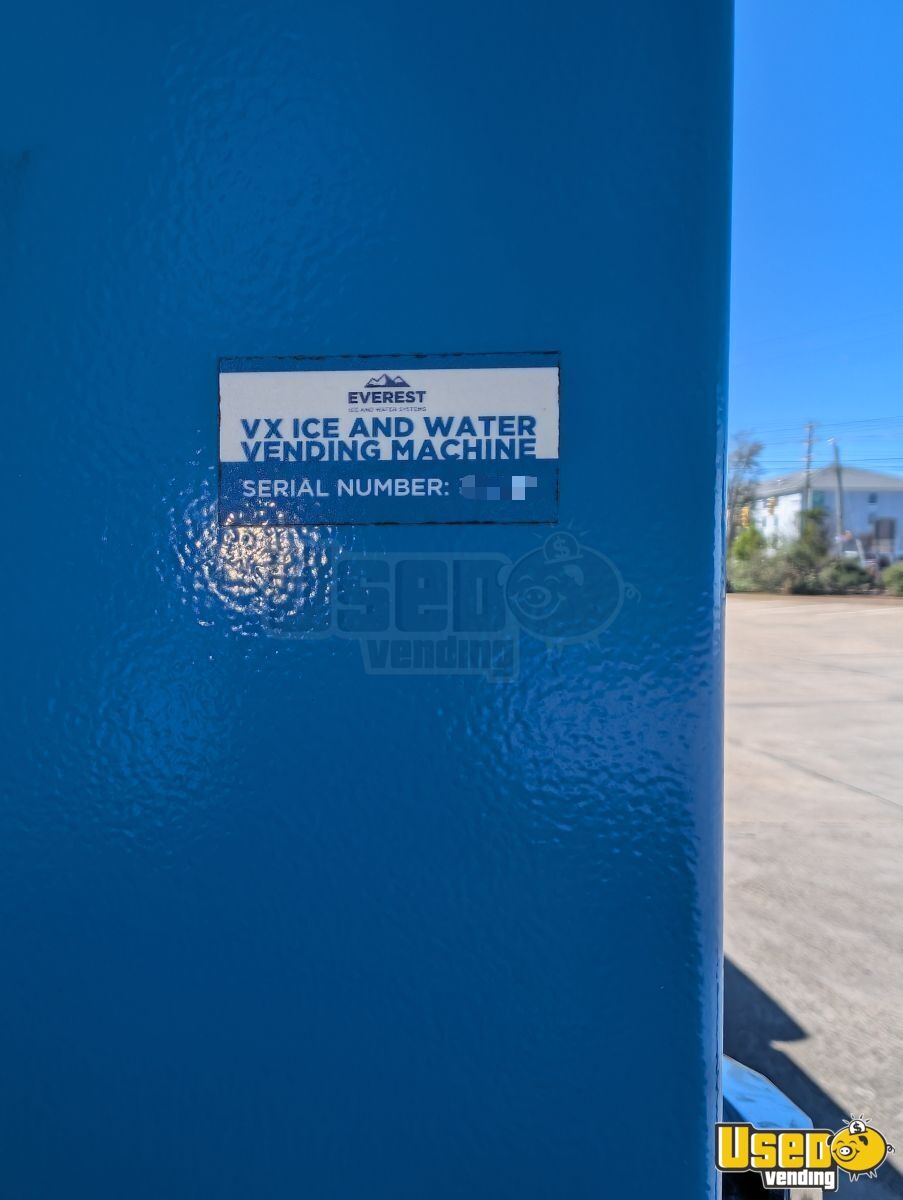 EVEREST
ICE AND WATER SYSTEMS
VX ICE AND WATER
VENDING MACHINE
SERIAL NUMBER:
USED
vending
USED
vending